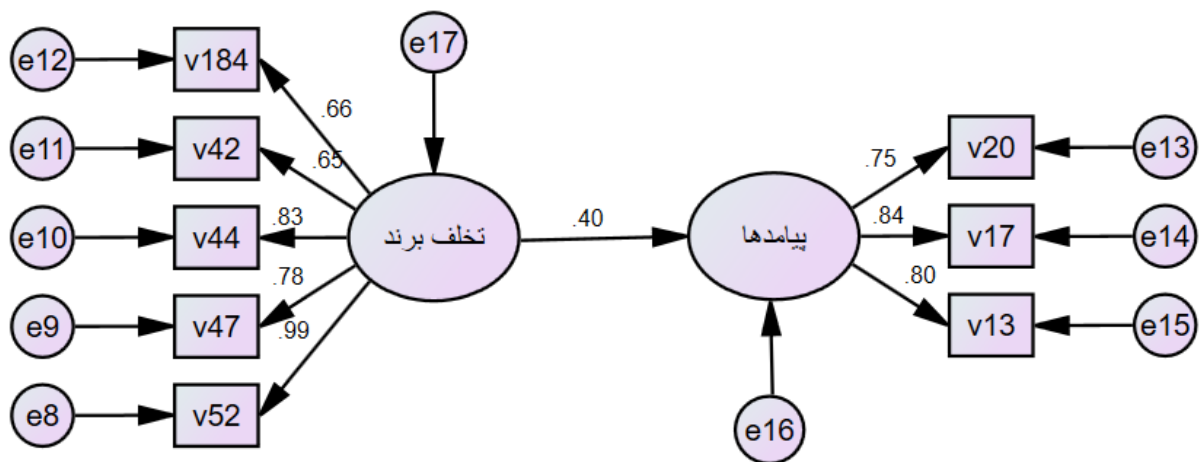 e12
v184
e17
.66
e11
v42
.65
e10
v44
.83
تخلف برند
.40
پیامدها
.75
v20
e13
.84
v17
e14
.80
v13
e15
e9
v47
.78
e8
v52
.99
e16